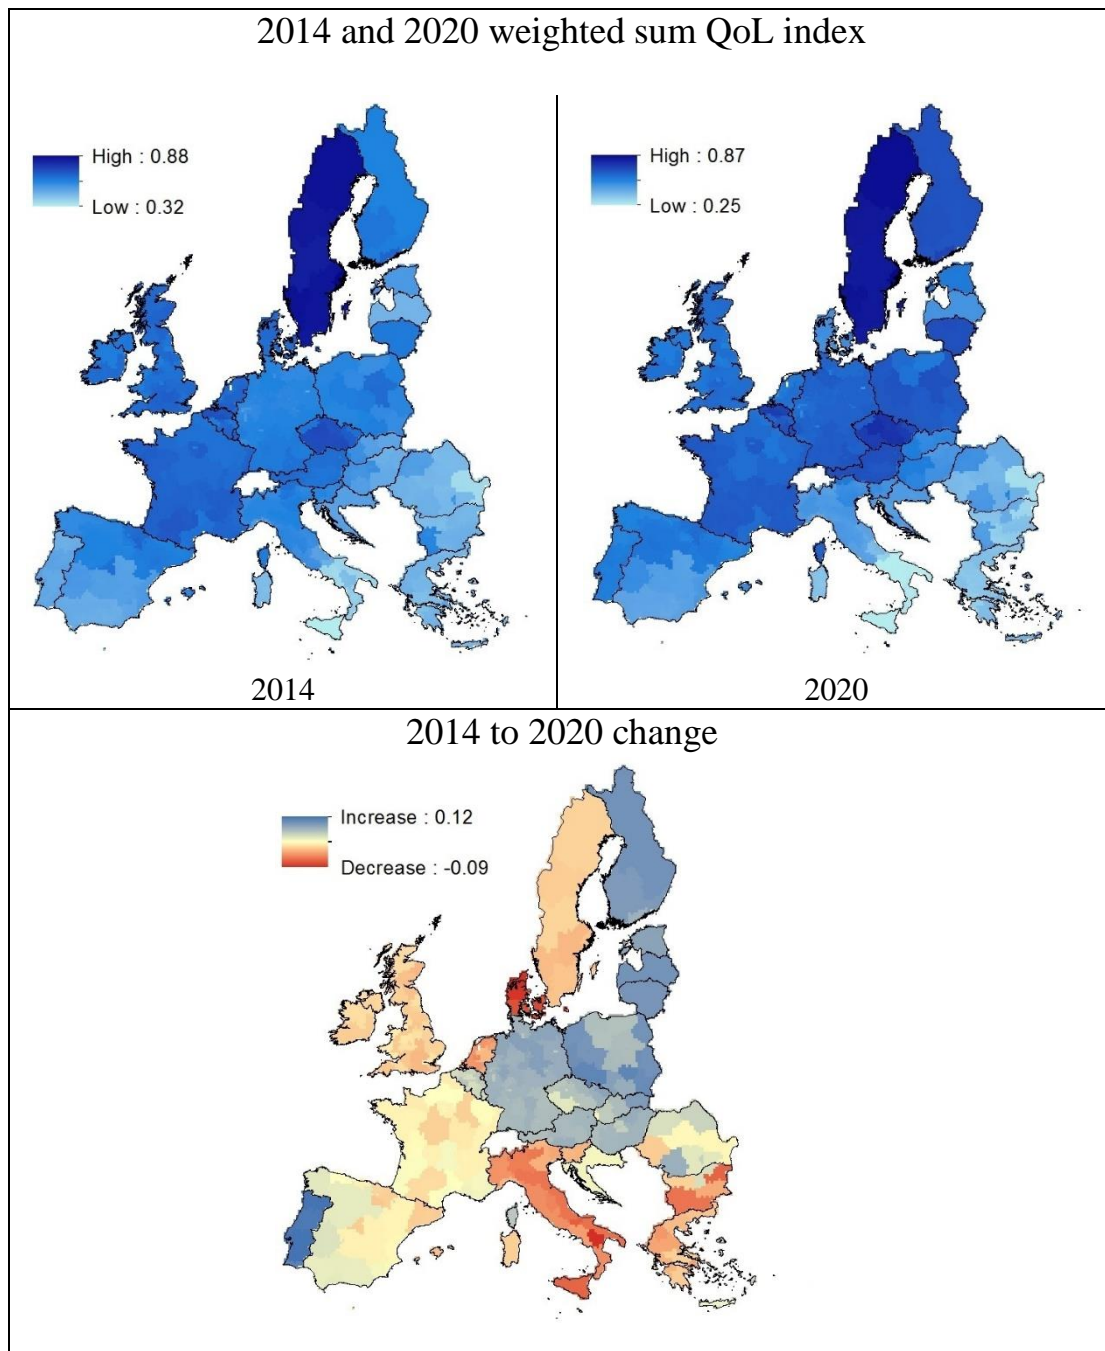 2014 and 2020 weighted sum QoL index
High : 0.88
Low : 0.32
2014
High : 0.87
Low : 0.25
2020
2014 to 2020 change
Increase : 0.12
Decrease : -0.09